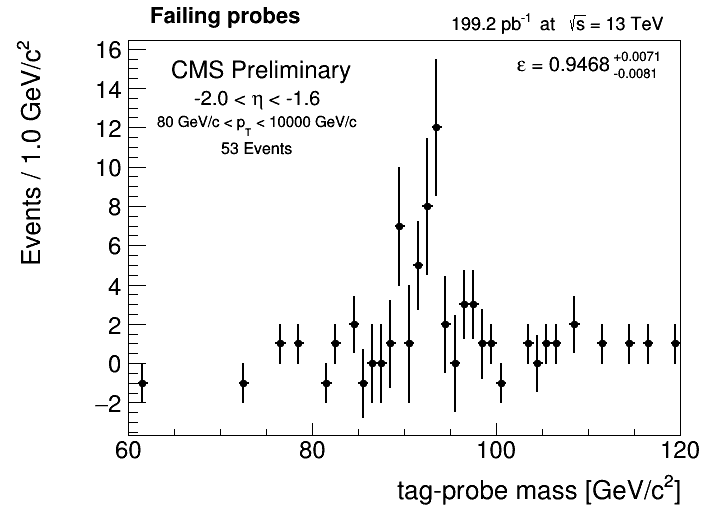 Failing probes
199.2 pb⁻¹ at √s = 13 TeV
CMS Preliminary
-2.0 < η < -1.6
80 GeV/c < p_T < 10000 GeV/c
53 Events
ε = 0.9468 +0.0071 -0.0081
Events / 1.0 GeV/c²
16
14
12
10
8
6
4
2
0
−2
60 80 100 120
tag-probe mass [GeV/c²]